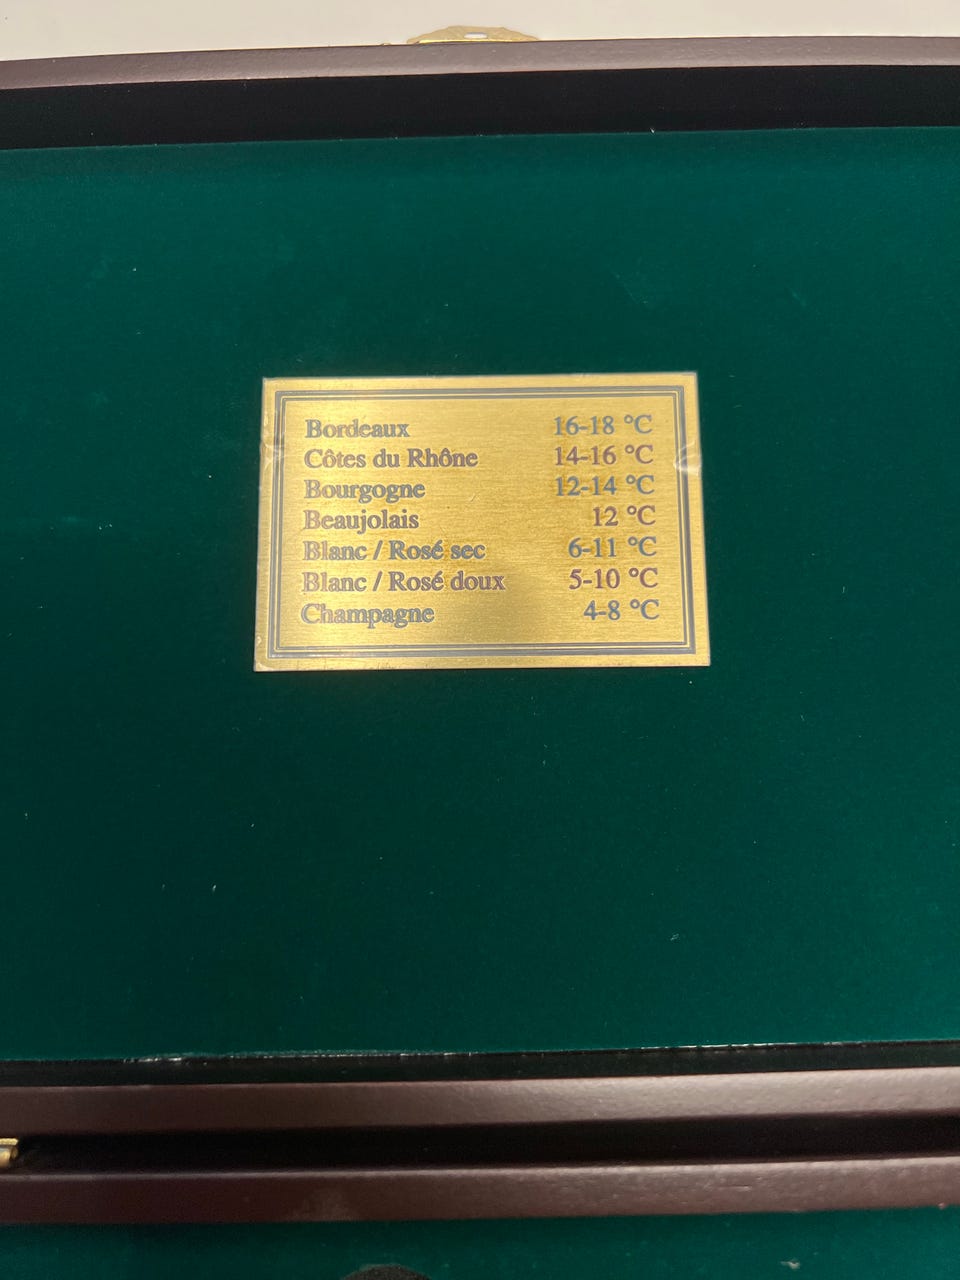 Bordeaux 16-18 °C
Côtes du Rhône 14-16 °C
Bourgogne 12-14 °C
Beaujolais 12 °C
Blanc / Rosé sec 6-11 °C
Blanc / Rosé doux 5-10 °C
Champagne 4-8 °C